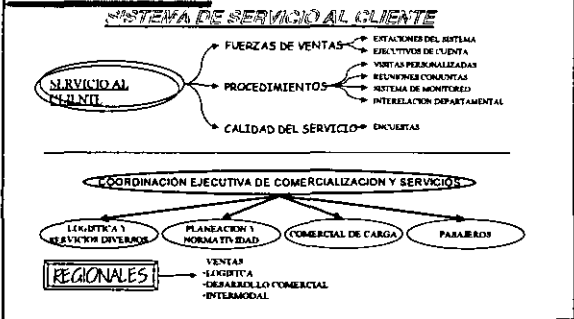 SISTEMA DE SERVICIO AL CLIENTE
SERVICIO AL
CLIENTE
FUERZAS DE VENTAS
ESTACIONES DEL SISTEMA
EJECUTIVOS DE CUENTA
PROCEDIMIENTOS
VISITAS PERSONALIZADAS
REUNIONES CONJUNTAS
SISTEMA DE MONITOREO
INTERELACION DEPARTAMENTAL
CALIDAD DEL SERVICIO
ENCUESTAS
COORDINACIÓN EJECUTIVA DE COMERCIALIZACION Y SERVICIOS
LOGISTICA Y
SERVICIOS DIVERSOS
PLANEACION Y
NORMATIVIDAD
COMERCIAL DE CARGA
PASAJEROS
REGIONALES
VENTAS
-LOGISTICA
-DESARROLLO COMERCIAL
-INTERMODAL